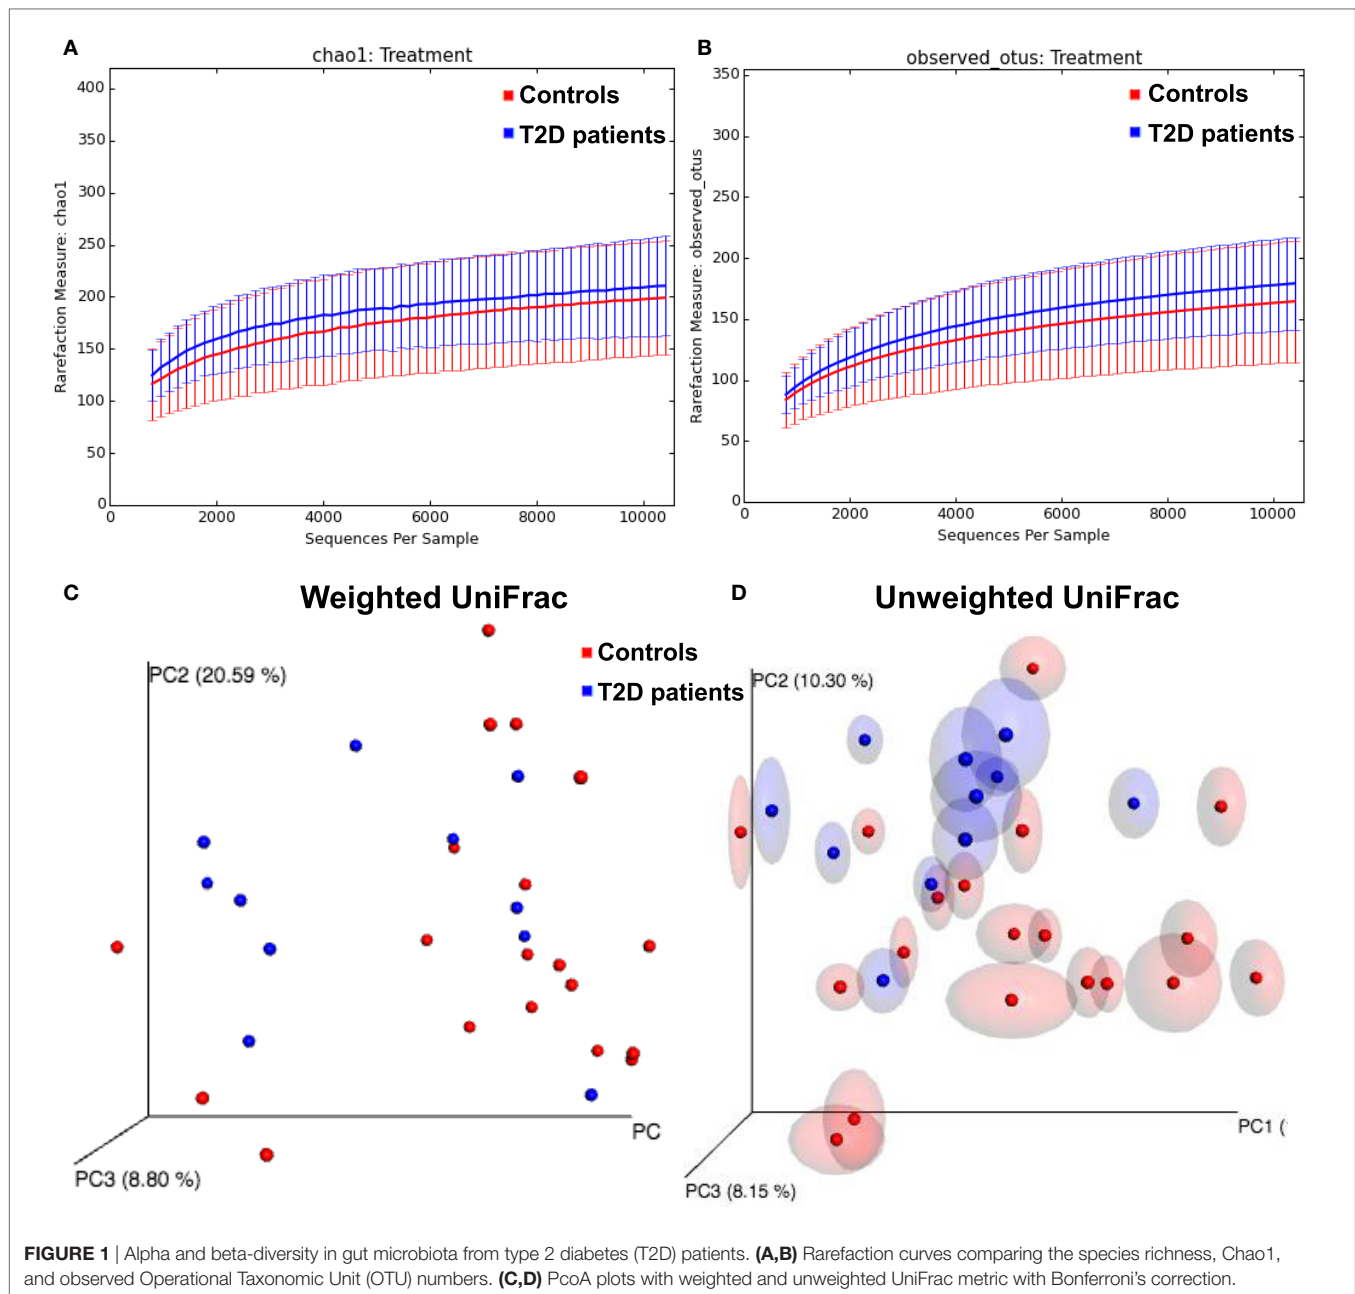 A
chao1: Treatment
Controls
T2D patients
Rarefaction Measure: chao1
400
350
300
250
200
150
100
50
0
0 2000 4000 6000 8000 10000
Sequences Per Sample
B
observed_otus: Treatment
Controls
T2D patients
Rarefaction Measure: observed_otus
350
300
250
200
150
100
50
0
0 2000 4000 6000 8000 10000
Sequences Per Sample
C
Weighted UniFrac
Controls
T2D patients
PC2 (20.59 %)
PC
PC3 (8.80 %)
D
Unweighted UniFrac
PC2 (10.30 %)
PC1 (
PC3 (8.15 %)
FIGURE 1 | Alpha and beta-diversity in gut microbiota from type 2 diabetes (T2D) patients. (A,B) Rarefaction curves comparing the species richness, Chao1,
and observed Operational Taxonomic Unit (OTU) numbers. (C,D) PcoA plots with weighted and unweighted UniFrac metric with Bonferroni's correction.